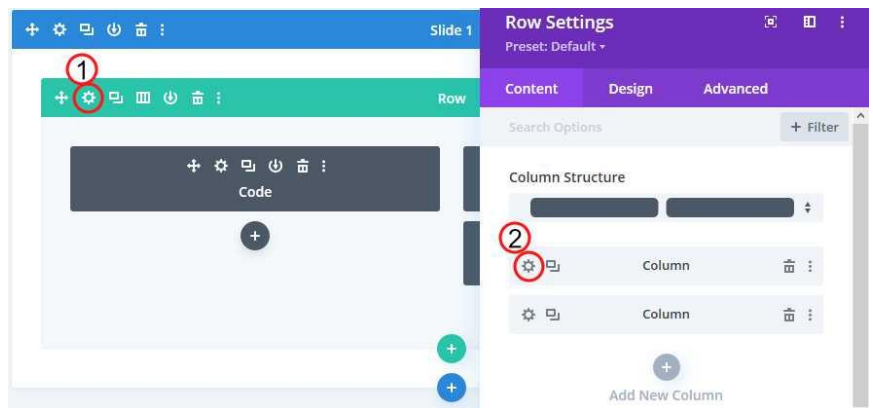 Slide 1
1
Row
Code
Row Settings
Preset: Default
Content Design Advanced
Search Options + Filter
Column Structure
2
Column
Column
Add New Column